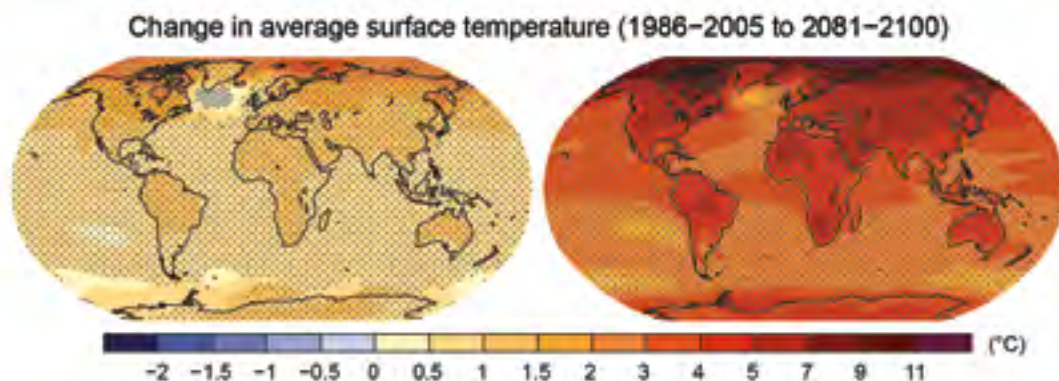 Change in average surface temperature (1986−2005 to 2081−2100)
−2 −1.5 −1 −0.5 0 0.5 1 1.5 2 3 4 5 7 9 11 (°C)